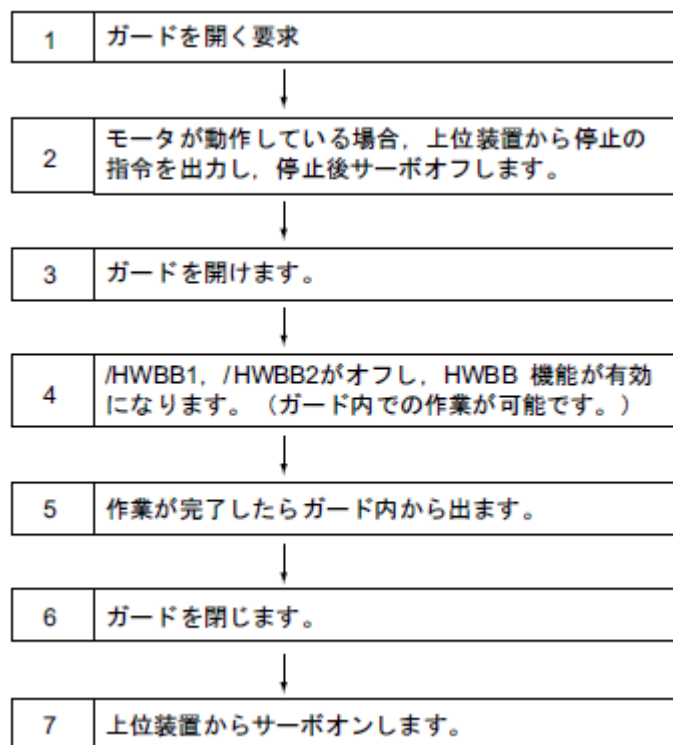 1 ガードを開く要求
2 モータが動作している場合，上位装置から停止の
指令を出力し，停止後サーボオフします。
3 ガードを開けます。
4 /HWBB1，/HWBB2がオフし，HWBB 機能が有効
になります。（ガード内での作業が可能です。）
5 作業が完了したらガード内から出ます。
6 ガードを閉じます。
7 上位装置からサーボオンします。